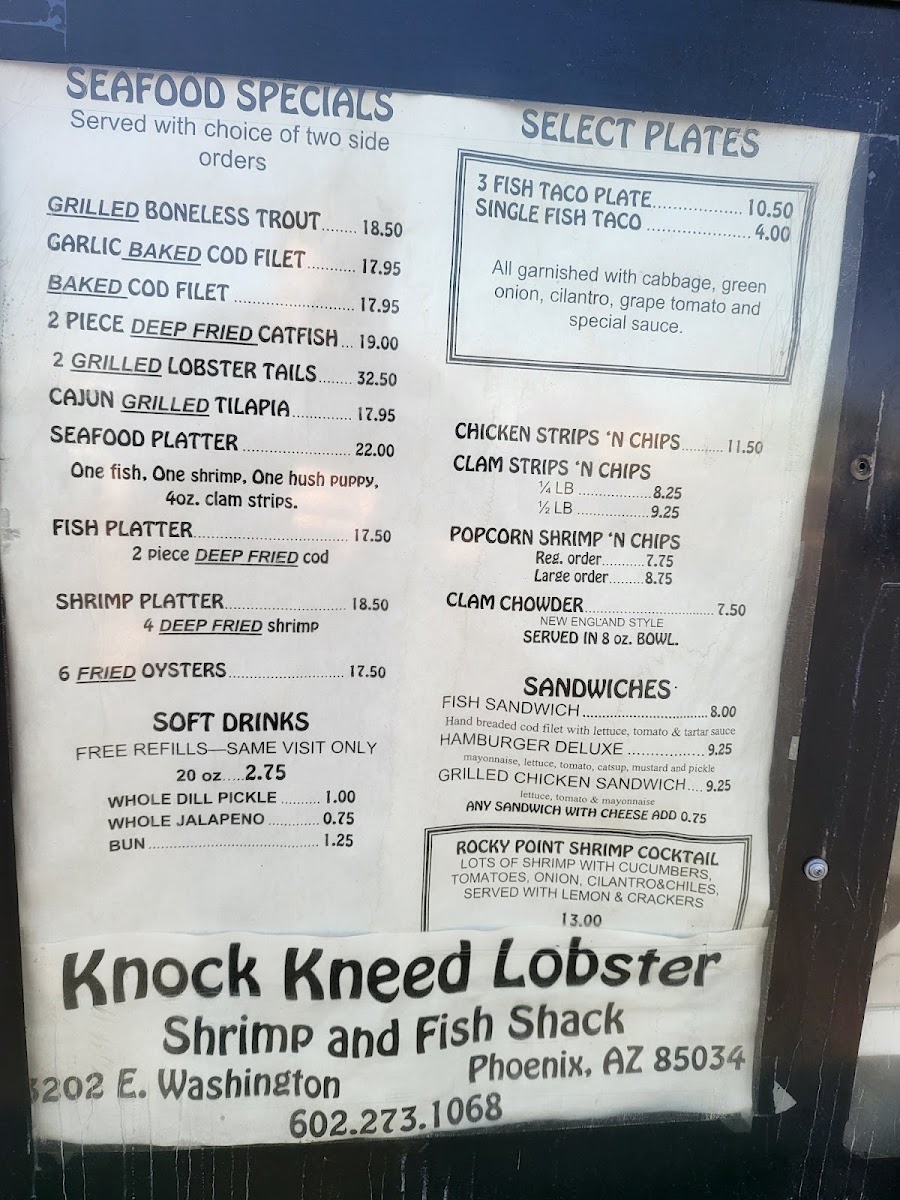 SEAFOOD SPECIALS
Served with choice of two side
orders
GRILLED BONELESS TROUT........ 18.50
GARLIC BAKED COD FILET........... 17.95
BAKED COD FILET ........................... 17.95
2 PIECE DEEP FRIED CATFISH ... 19.00
2 GRILLED LOBSTER TAILS........ 32.50
CAJUN GRILLED TILAPIA.............. 17.95
SEAFOOD PLATTER ........................ 22.00
One fish, One shrimp, One hush puppy,
4oz. clam strips.
FISH PLATTER.................................. 17.50
2 piece DEEP FRIED cod
SHRIMP PLATTER........................... 18.50
4 DEEP FRIED shrimp
6 FRIED OYSTERS.......................... 17.50
SOFT DRINKS
FREE REFILLS—SAME VISIT ONLY
20 oz.....2.75
WHOLE DILL PICKLE ......... 1.00
WHOLE JALAPENO ............ 0.75
BUN ....................................... 1.25
SELECT PLATES
3 FISH TACO PLATE.................. 10.50
SINGLE FISH TACO ..................... 4.00
All garnished with cabbage, green
onion, cilantro, grape tomato and
special sauce.
CHICKEN STRIPS ‘N CHIPS.......... 11.50
CLAM STRIPS ‘N CHIPS
¼ LB .................8.25
½ LB .................9.25
POPCORN SHRIMP ‘N CHIPS
Reg. order...........7.75
Large order.........8.75
CLAM CHOWDER............................. 7.50
NEW ENGLAND STYLE
SERVED IN 8 oz. BOWL.
SANDWICHES
FISH SANDWICH............................... 8.00
Hand breaded cod filet with lettuce, tomato & tartar sauce
HAMBURGER DELUXE ................... 9.25
mayonnaise, lettuce, tomato, catsup, mustard and pickle
GRILLED CHICKEN SANDWICH.... 9.25
lettuce, tomato & mayonnaise
ANY SANDWICH WITH CHEESE ADD 0.75
ROCKY POINT SHRIMP COCKTAIL
LOTS OF SHRIMP WITH CUCUMBERS,
TOMATOES, ONION, CILANTRO&CHILES,
SERVED WITH LEMON & CRACKERS
13.00
Knock Kneed Lobster
Shrimp and Fish Shack
3202 E. Washington
Phoenix, AZ 85034
602.273.1068